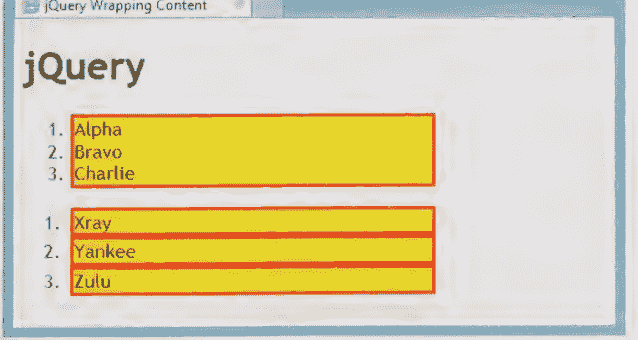 jQuery Wrapping Content
jQuery
1. Alpha
2. Bravo
3. Charlie
1. Xray
2. Yankee
3. Zulu